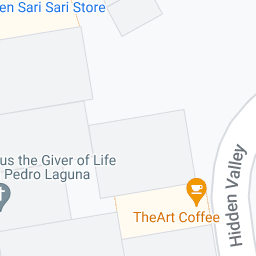 en Sari Sari Store
us the Giver of Life
Pedro Laguna
TheArt Coffee
Hidden Valley